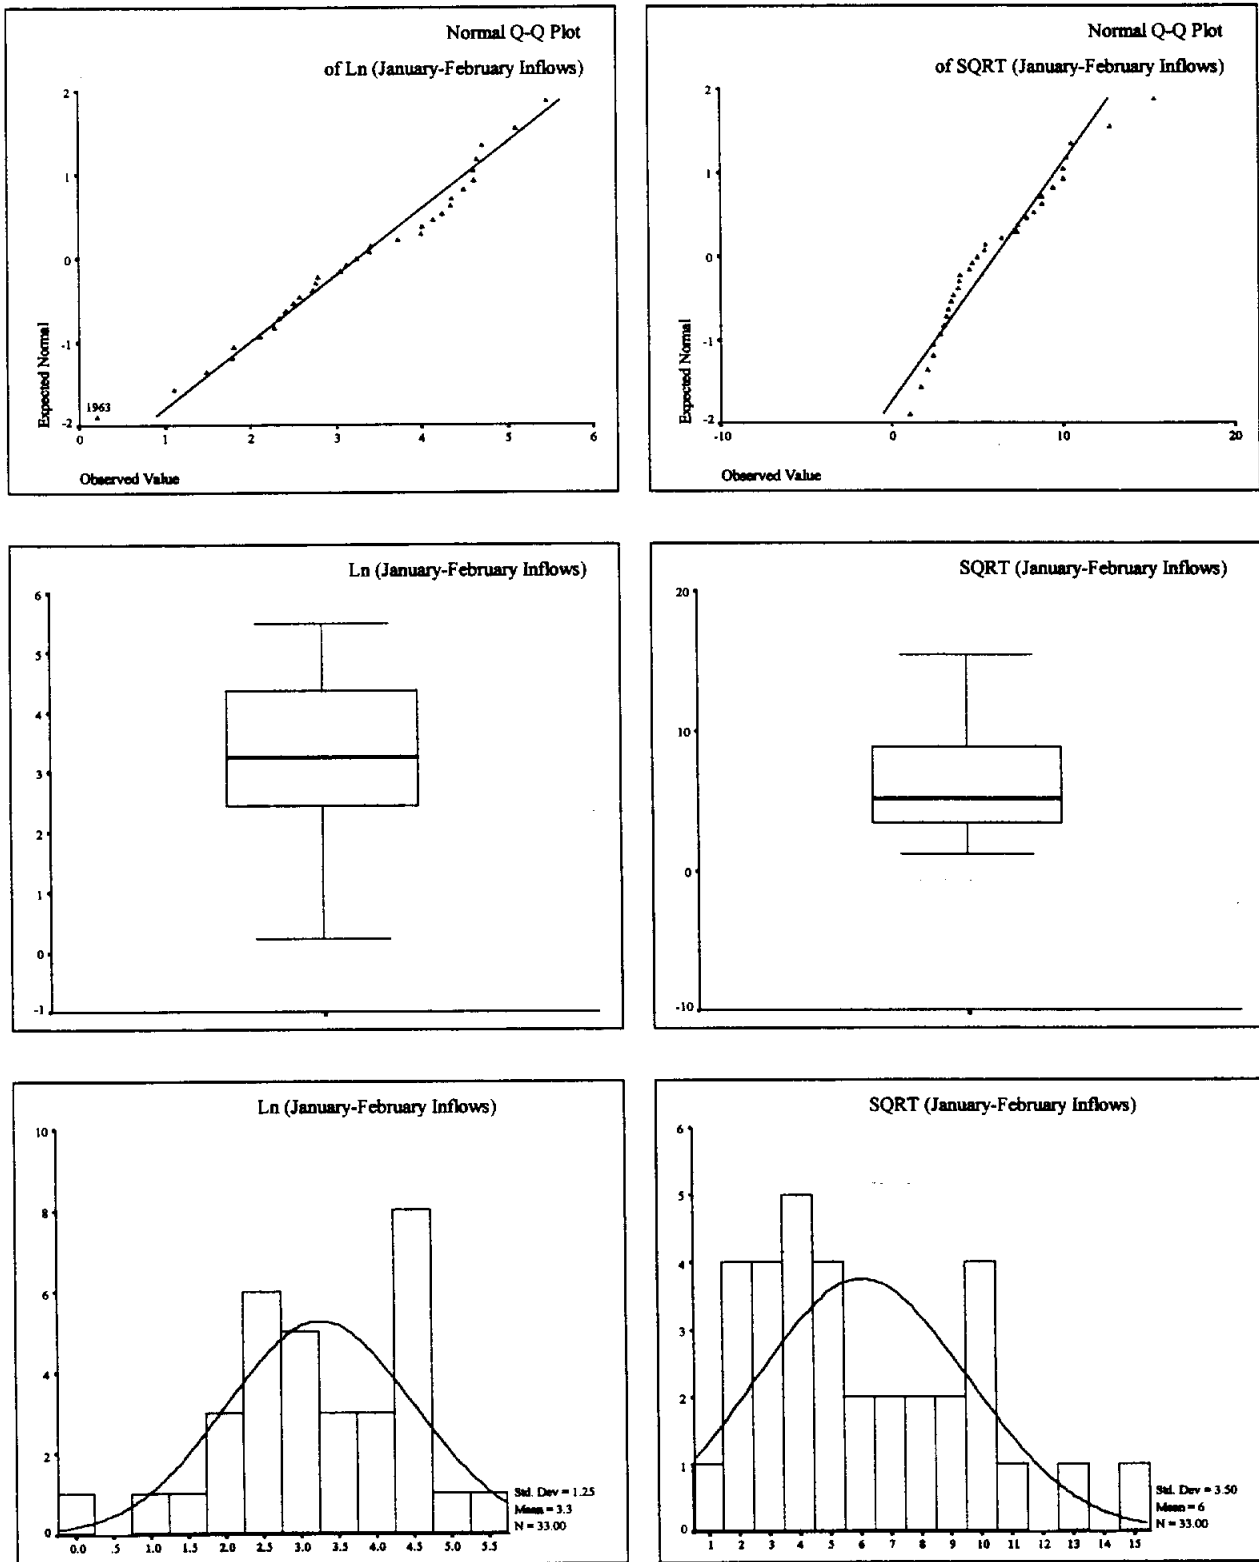 Normal Q-Q Plot
of Ln (January-February Inflows)
Expected Normal
2
1
0
-1
-2
1963
0 1 2 3 4 5 6
Observed Value
Normal Q-Q Plot
of SQRT (January-February Inflows)
Expected Normal
2
1
0
-1
-2
-10 0 10 20
Observed Value
Ln (January-February Inflows)
6
5
4
3
2
1
0
-1
SQRT (January-February Inflows)
20
10
0
-10
Ln (January-February Inflows)
10
8
6
4
2
0
0.0 .5 1.0 1.5 2.0 2.5 3.0 3.5 4.0 4.5 5.0 5.5
Std. Dev = 1.25
Mean = 3.3
N = 33.00
SQRT (January-February Inflows)
6
5
4
3
2
1
0
1 2 3 4 5 6 7 8 9 10 11 12 13 14 15
Std. Dev = 3.50
Mean = 6
N = 33.00